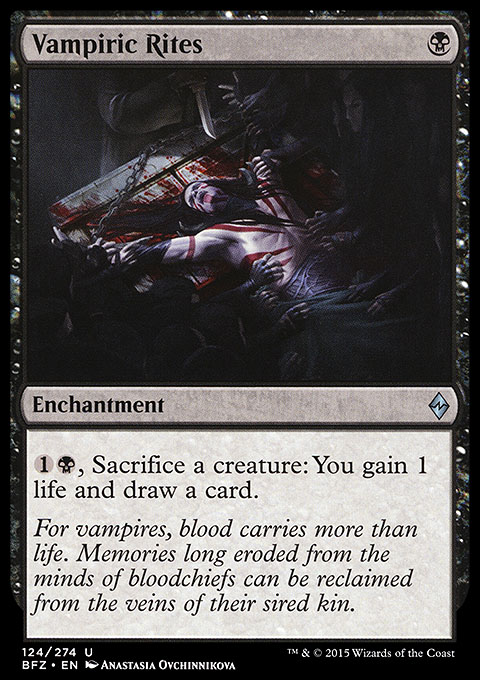 Vampiric Rites
Enchantment
1, Sacrifice a creature: You gain 1
life and draw a card.
For vampires, blood carries more than
life. Memories long eroded from the
minds of bloodchiefs can be reclaimed
from the veins of their sired kin.
124/274 U
BFZ • EN Anastasia Ovchinnikova
™ & © 2015 Wizards of the Coast